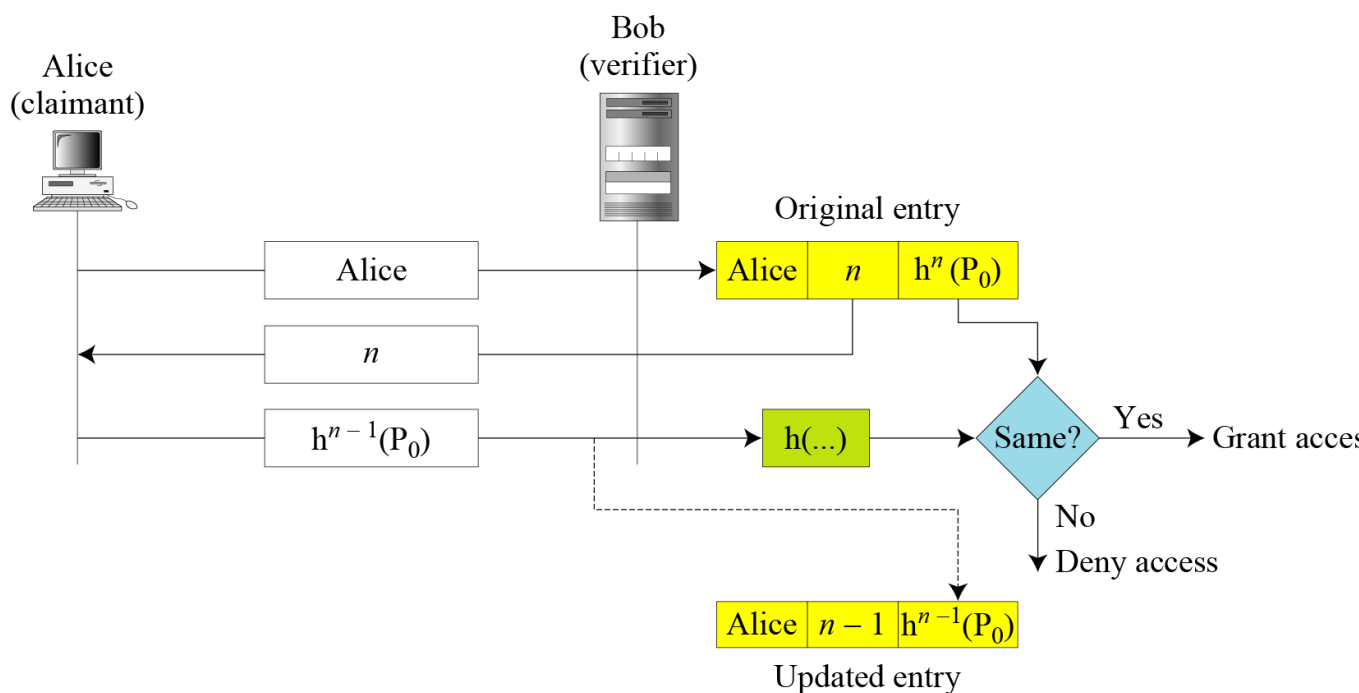 Alice
(claimant)
Bob
(verifier)
Original entry
Alice
Alice n hⁿ (P₀)
n
hⁿ⁻¹(P₀)
h(...)
Same?
Yes
Grant acces
No
Deny access
Alice n – 1 hⁿ⁻¹(P₀)
Updated entry